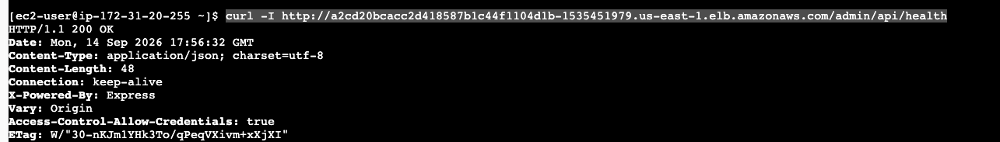 [ec2-user@ip-172-31-20-255 ~]$ curl -I http://a2cd20bcacc2d418587b1c44f1104d1b-1535451979.us-east-1.elb.amazonaws.com/admin/api/health
HTTP/1.1 200 OK
Date: Mon, 14 Sep 2026 17:56:32 GMT
Content-Type: application/json; charset=utf-8
Content-Length: 48
Connection: keep-alive
X-Powered-By: Express
Vary: Origin
Access-Control-Allow-Credentials: true
ETag: W/"30-nKJmlYHk3To/qPeqVXivm+xXjXI"